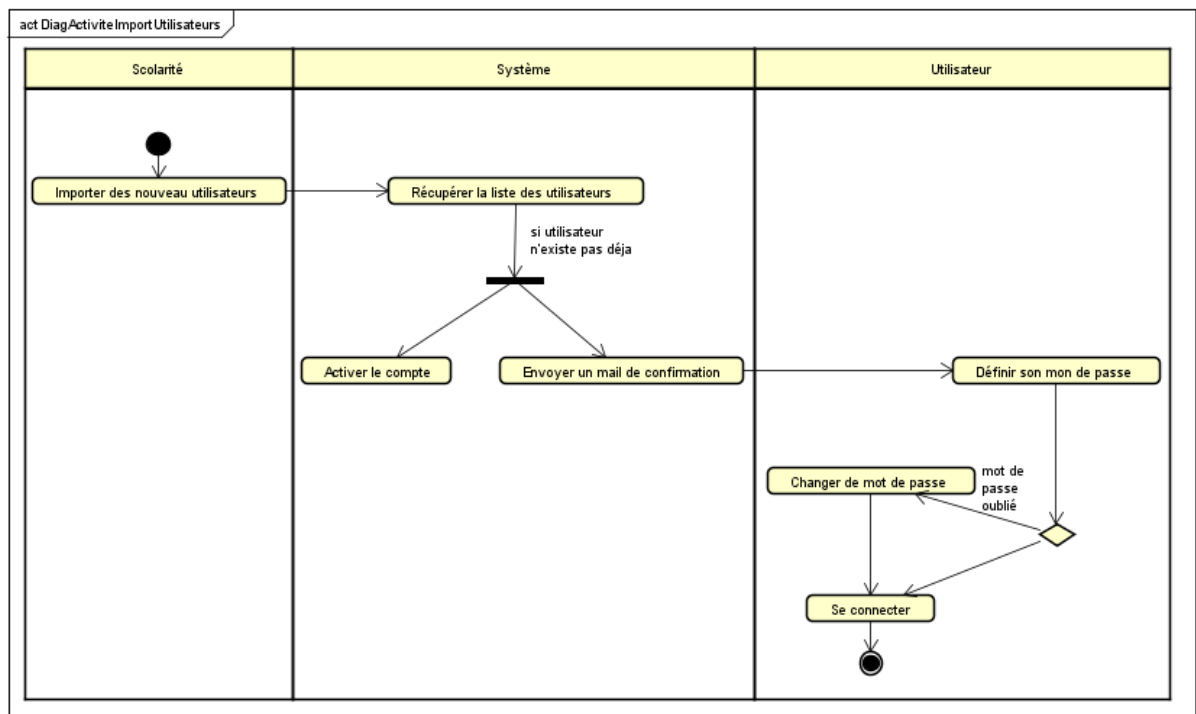 act DiagActiviteImportUtilisateurs
Scolarité
Système
Utilisateur
Importer des nouveau utilisateurs
Récupérer la liste des utilisateurs
si utilisateur
n'existe pas déja
Activer le compte
Envoyer un mail de confirmation
Définir son mon de passe
Changer de mot de passe
mot de
passe
oublié
Se connecter